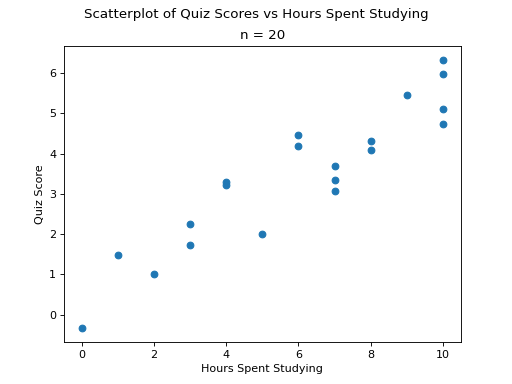 Scatterplot of Quiz Scores vs Hours Spent Studying
n = 20
6
5
4
3
2
1
0
Quiz Score
0 2 4 6 8 10
Hours Spent Studying